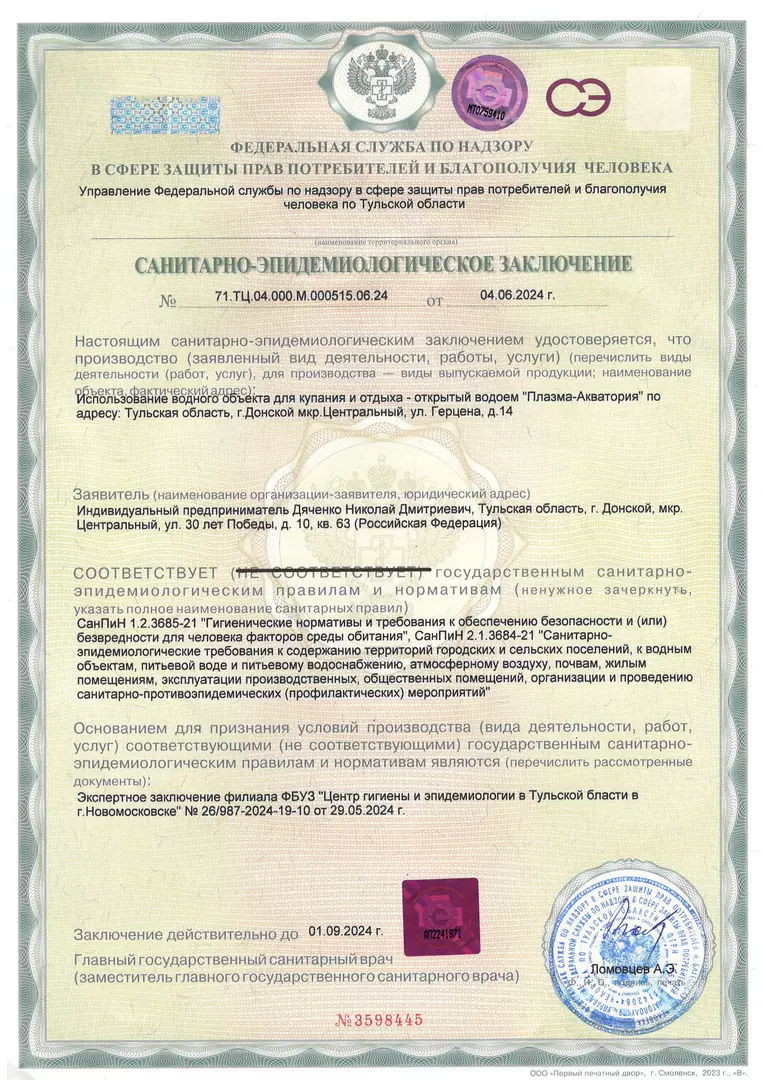 МТ0759410
СЭ
ФЕДЕРАЛЬНАЯ СЛУЖБА ПО НАДЗОРУ
В СФЕРЕ ЗАЩИТЫ ПРАВ ПОТРЕБИТЕЛЕЙ И БЛАГОПОЛУЧИЯ ЧЕЛОВЕКА
Управление Федеральной службы по надзору в сфере защиты прав потребителей и благополучия
человека по Тульской области
(наименование территориального органа)
САНИТАРНО-ЭПИДЕМИОЛОГИЧЕСКОЕ ЗАКЛЮЧЕНИЕ
№ 71.ТЦ.04.000.М.000515.06.24 от 04.06.2024 г.
Настоящим санитарно-эпидемиологическим заключением удостоверяется, что
производство (заявленный вид деятельности, работы, услуги) (перечислить виды
деятельности (работ, услуг), для производства — виды выпускаемой продукции; наименование
объекта, фактический адрес):
Использование водного объекта для купания и отдыха - открытый водоем "Плазма-Акватория" по
адресу: Тульская область, г.Донской мкр.Центральный, ул. Герцена, д.14
Заявитель (наименование организации-заявителя, юридический адрес)
Индивидуальный предприниматель Дяченко Николай Дмитриевич, Тульская область, г. Донской, мкр.
Центральный, ул. 30 лет Победы, д. 10, кв. 63 (Российская Федерация)
СООТВЕТСТВУЕТ (НЕ СООТВЕТСТВУЕТ) государственным санитарно-
эпидемиологическим правилам и нормативам (ненужное зачеркнуть,
указать полное наименование санитарных правил)
СанПиН 1.2.3685-21 "Гигиенические нормативы и требования к обеспечению безопасности и (или)
безвредности для человека факторов среды обитания", СанПиН 2.1.3684-21 "Санитарно-
эпидемиологические требования к содержанию территорий городских и сельских поселений, к водным
объектам, питьевой воде и питьевому водоснабжению, атмосферному воздуху, почвам, жилым
помещениям, эксплуатации производственных, общественных помещений, организации и проведению
санитарно-противоэпидемических (профилактических) мероприятий"
Основанием для признания условий производства (вида деятельности, работ,
услуг) соответствующими (не соответствующими) государственным санитарно-
эпидемиологическим правилам и нормативам являются (перечислить рассмотренные
документы):
Экспертное заключение филиала ФБУЗ "Центр гигиены и эпидемиологии в Тульской бласти в
г.Новомосковске" № 26/987-2024-19-10 от 29.05.2024 г.
АП2241871
Заключение действительно до 01.09.2024 г.
Главный государственный санитарный врач
(заместитель главного государственного санитарного врача)
Ломовцев А.Э.
Ф. И. О., подпись, печать
№3598445
ООО «Первый печатный двор», г. Смоленск, 2023 г., «В».